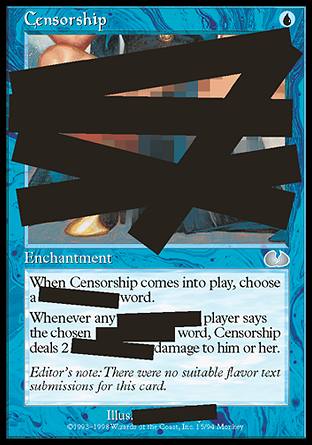 Censorship
Enchantment
When Censorship comes into play, choose
a word.
Whenever any player says
the chosen word, Censorship
deals 2 damage to him or her.
Editor's note: There were no suitable flavor text
submissions for this card.
Illus.
©1993–1998 Wizards of the Coast, Inc. 15/94 Monkey